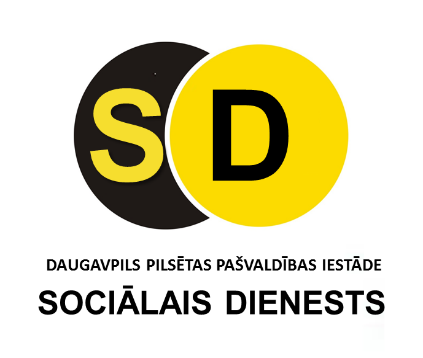 SD
DAUGAVPILS PILSĒTAS PAŠVALDĪBAS IESTĀDE
SOCIĀLAIS DIENESTS